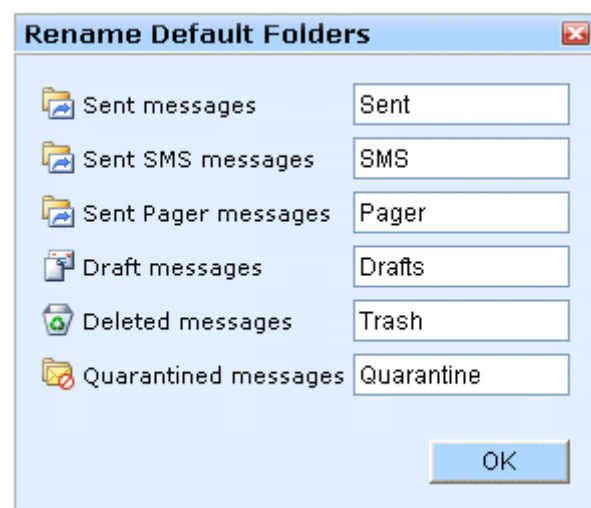 Rename Default Folders
Sent messages Sent
Sent SMS messages SMS
Sent Pager messages Pager
Draft messages Drafts
Deleted messages Trash
Quarantined messages Quarantine
OK